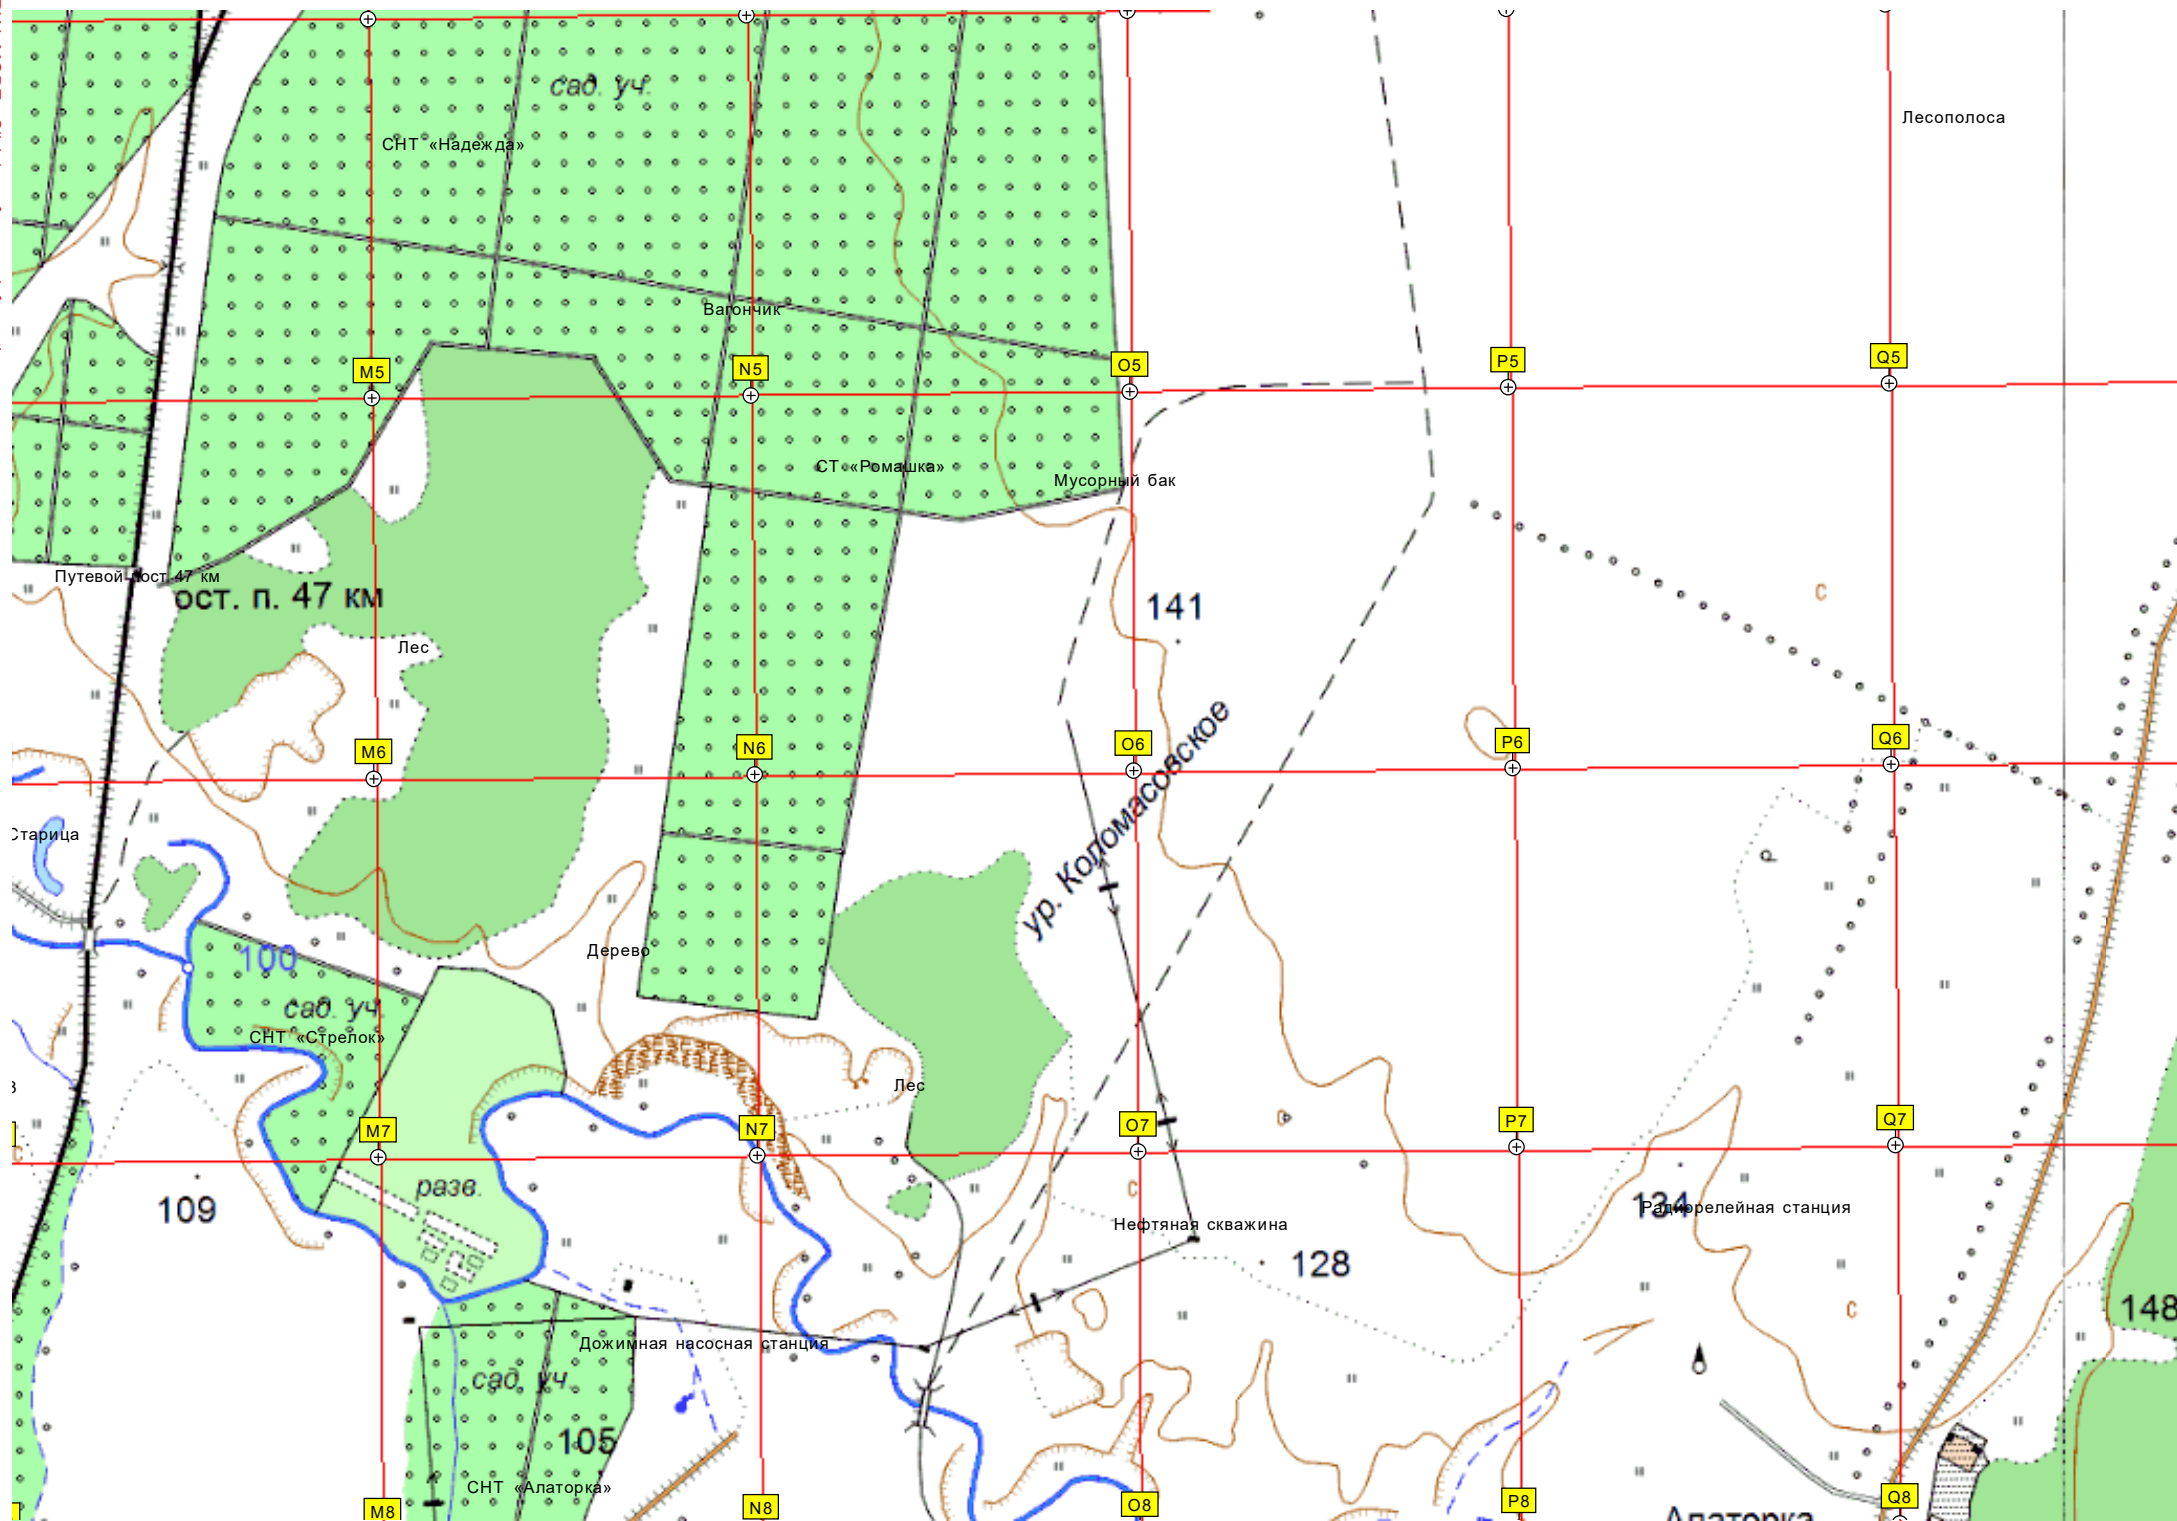 сад. уч.
Лесополоса
СНТ «Надежда»
Вагончик
M5
N5
O5
P5
Q5
СТ «Ромашка»
Мусорный бак
Путевой пост 47 км
ост. п. 47 км
141
Лес
ур. Коломасовское
M6
N6
O6
P6
Q6
Старица
Дерево
100
сад. уч.
СНТ «Стрелок»
Лес
M7
N7
O7
P7
Q7
разв.
109
134
Радиорелейная станция
Нефтяная скважина
128
148
Дожимная насосная станция
сад. уч.
105
СНТ «Алаторка»
M8
N8
O8
P8
Q8
Алаторка